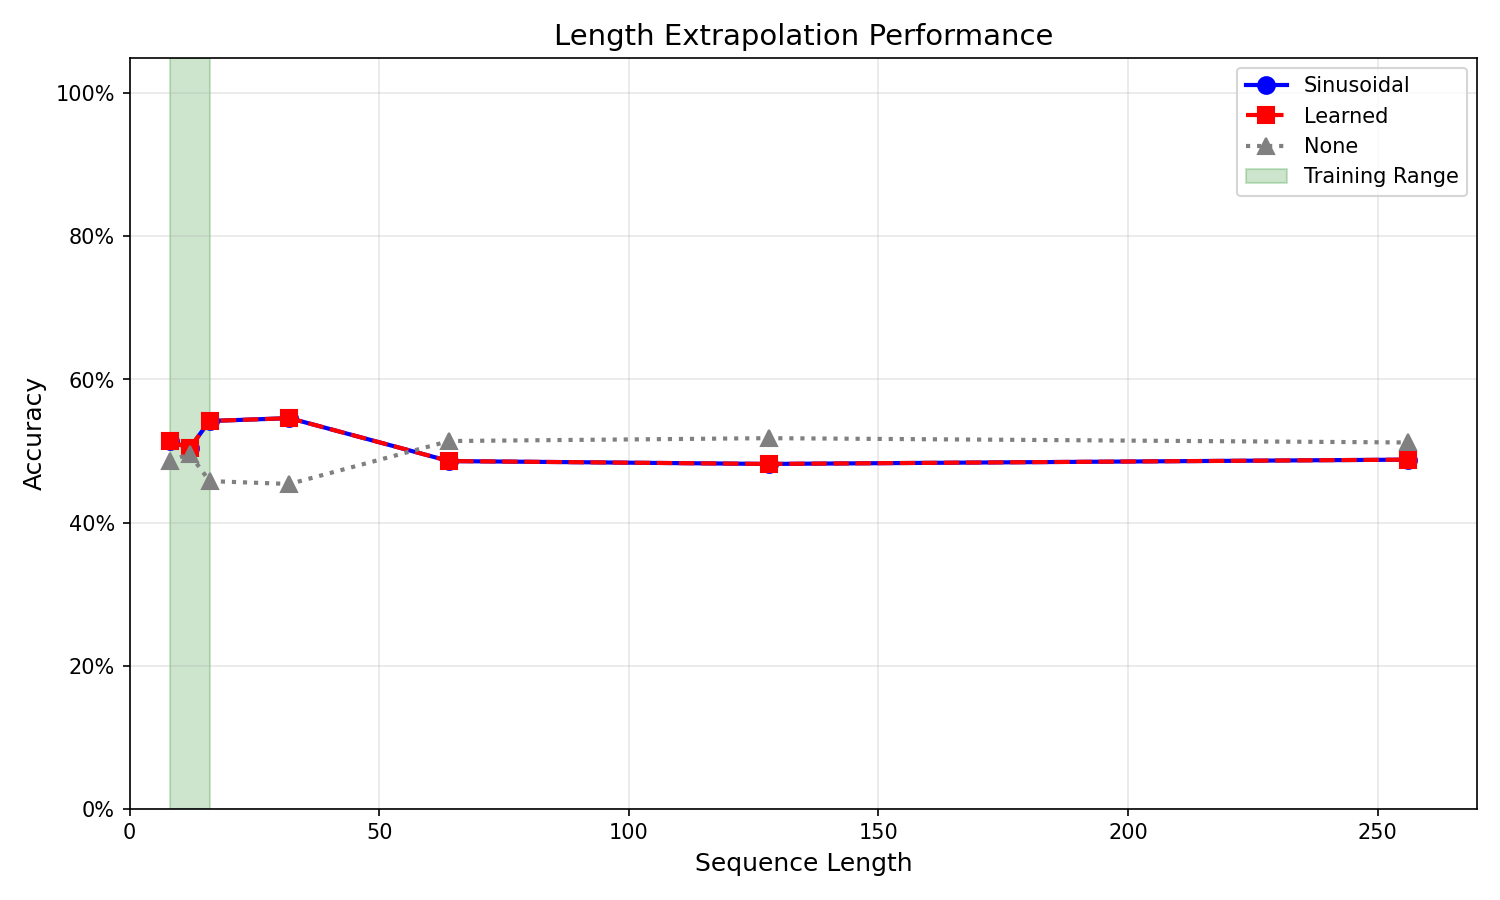 Length Extrapolation Performance
Sinusoidal
Learned
None
Training Range
100%
80%
60%
40%
20%
0%
Accuracy
0 50 100 150 200 250
Sequence Length